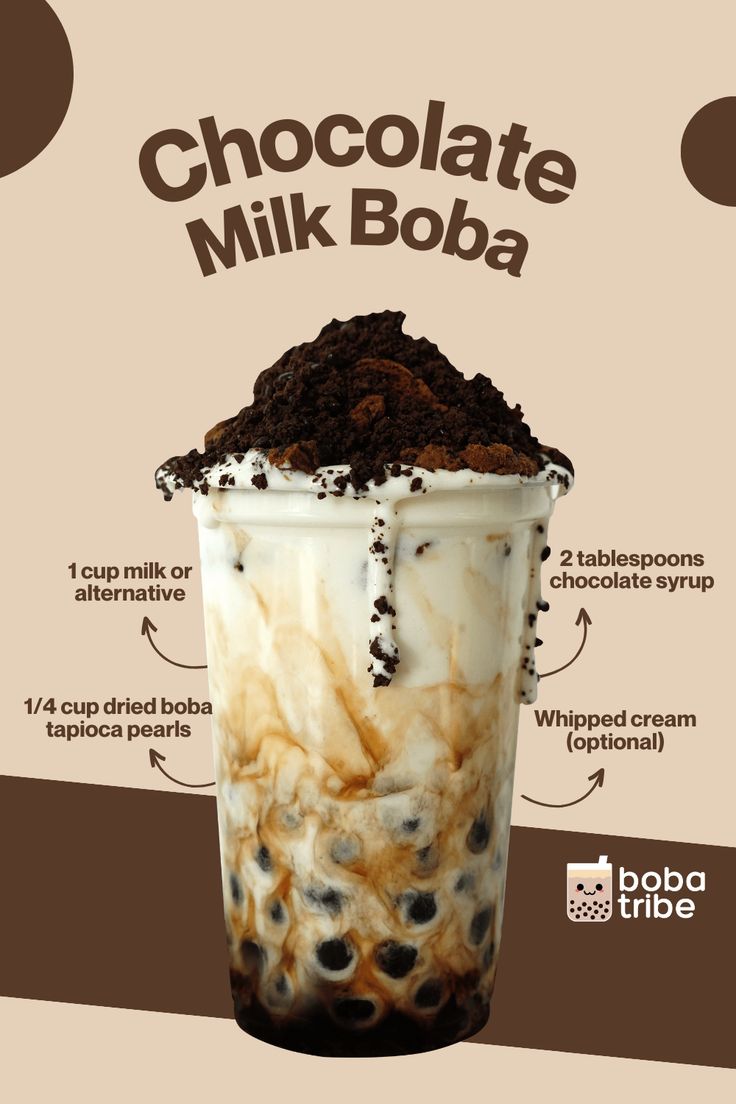 Chocolate
Milk Boba
1 cup milk or
alternative
2 tablespoons
chocolate syrup
1/4 cup dried boba
tapioca pearls
Whipped cream
(optional)
boba
tribe